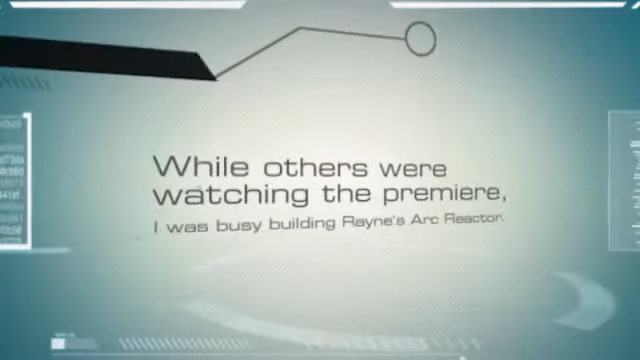 While others were
watching the premiere,
I was busy building Rayne's Arc Reactor.